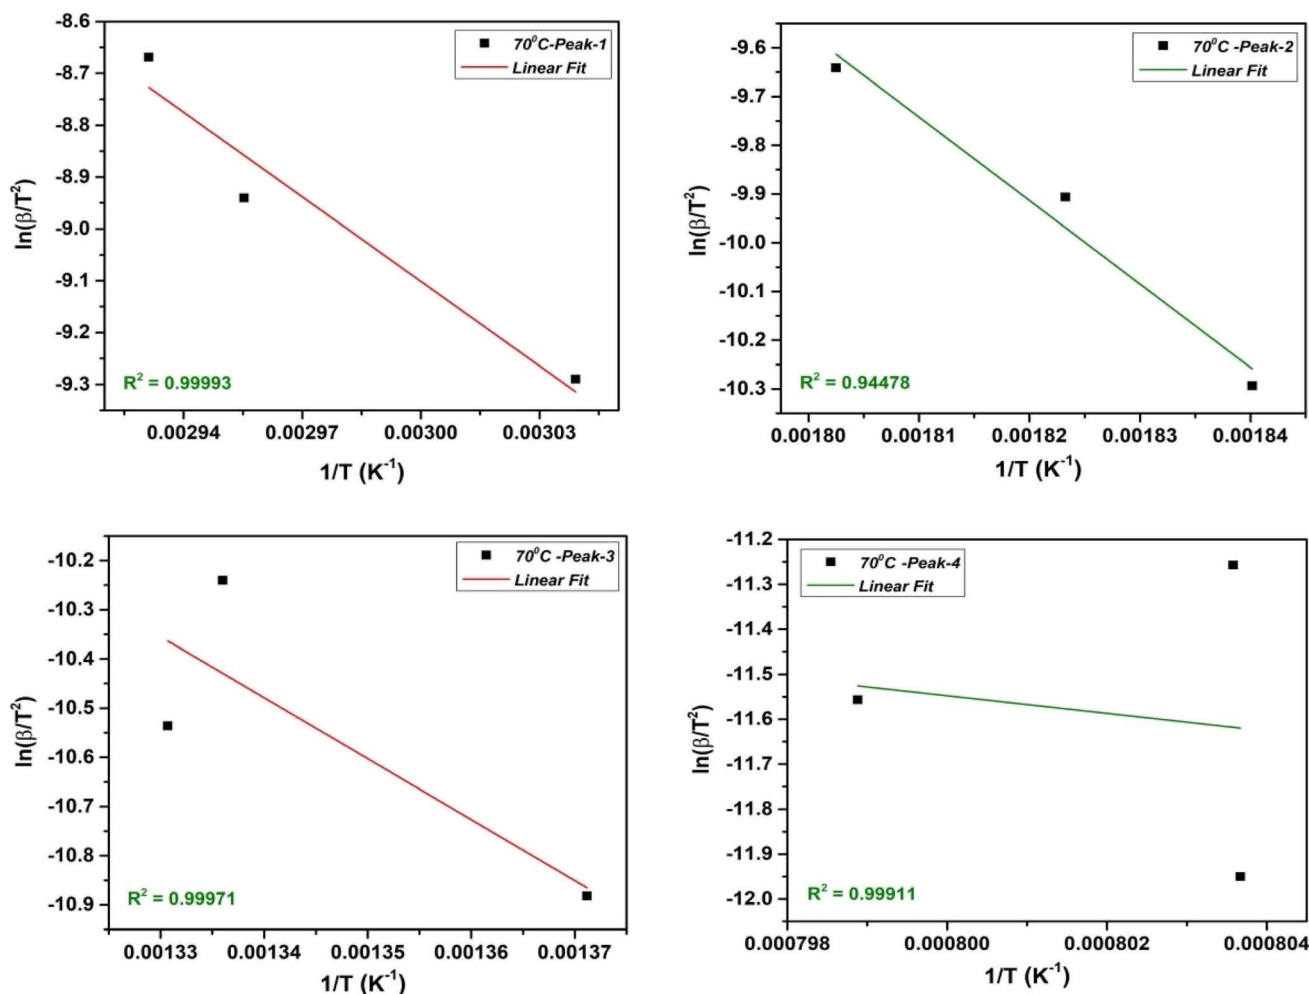 -8.6
-8.7
-8.8
-8.9
-9.0
-9.1
-9.2
-9.3
ln(β/T²)
70⁰C-Peak-1
Linear Fit
R² = 0.99993
0.00294
0.00297
0.00300
0.00303
1/T (K⁻¹)
-9.6
-9.7
-9.8
-9.9
-10.0
-10.1
-10.2
-10.3
ln(β/T²)
70⁰C -Peak-2
Linear Fit
R² = 0.94478
0.00180
0.00181
0.00182
0.00183
0.00184
1/T (K⁻¹)
-10.2
-10.3
-10.4
-10.5
-10.6
-10.7
-10.8
-10.9
ln(β/T²)
70⁰C -Peak-3
Linear Fit
R² = 0.99971
0.00133
0.00134
0.00135
0.00136
0.00137
1/T (K⁻¹)
-11.2
-11.3
-11.4
-11.5
-11.6
-11.7
-11.8
-11.9
-12.0
ln(β/T²)
70⁰C -Peak-4
Linear Fit
R² = 0.99911
0.000798
0.000800
0.000802
0.000804
1/T (K⁻¹)